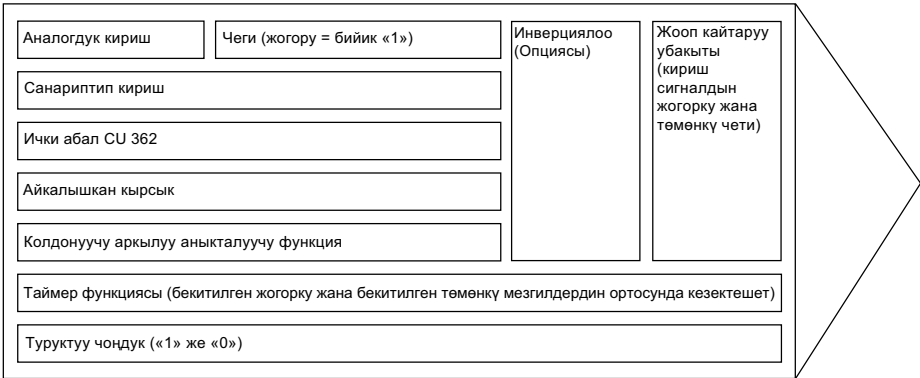 Аналогдук кириш
Чеги (жогору = бийик «1»)
Инверциялоо
(Опциясы)
Жооп кайтаруу
убакыты
(кириш
сигналдын
жогорку жана
төмөнкү чети)
Санариптип кириш
Ички абал CU 362
Айкалышкан кырсык
Колдонуучу аркылуу аныкталуучу функция
Таймер функциясы (бекитилген жогорку жана бекитилген төмөнкү мезгилдердин ортосунда кезектешет)
Туруктуу чоңдук («1» же «0»)